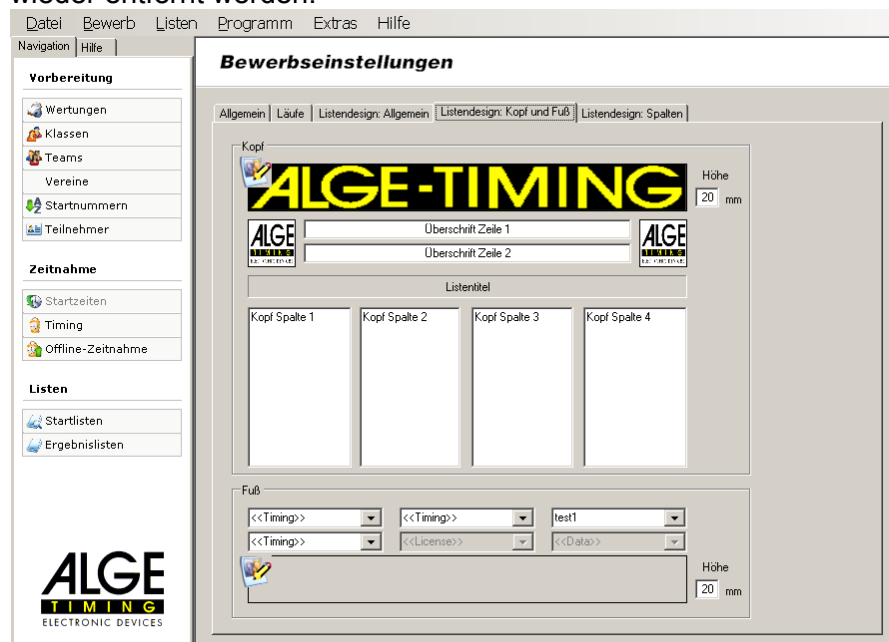 wieder entfernt werden.
Datei Bewerb Listen Programm Extras Hilfe
Navigation Hilfe
Bewerbseinstellungen
Vorbereitung
Wertungen
Klassen
Teams
Vereine
Startnummern
Teilnehmer
Zeitnahme
Startzeiten
Timing
Offline-Zeitnahme
Listen
Startlisten
Ergebnislisten
ALGE
TIMING
ELECTRONIC DEVICES
Allgemein Läufe Listendesign: Allgemein Listendesign: Kopf und Fuß Listendesign: Spalten
Kopf
ALGE-TIMING
Höhe
20 mm
ALGE
TIMING
Überschrift Zeile 1
Überschrift Zeile 2
ALGE
TIMING
Listentitel
Kopf Spalte 1 Kopf Spalte 2 Kopf Spalte 3 Kopf Spalte 4
Fuß
<<Timing>> <<Timing>> test1
<<Timing>> <<License>> <<Data>>
Höhe
20 mm